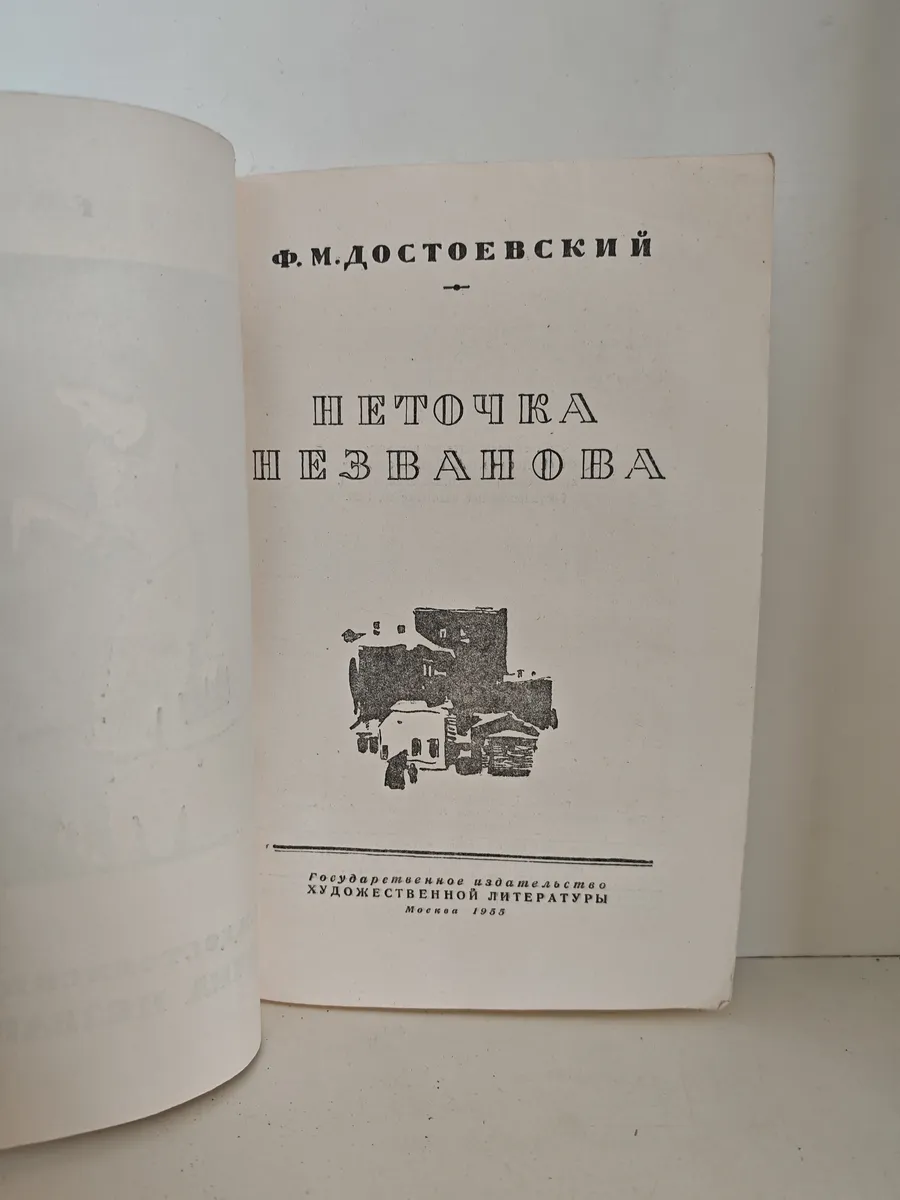 Ф. М. ДОСТОЕВСКИЙ
НЕТОЧКА
НЕЗВАНОВА
Государственное издательство
ХУДОЖЕСТВЕННОЙ ЛИТЕРАТУРЫ
Москва 1955